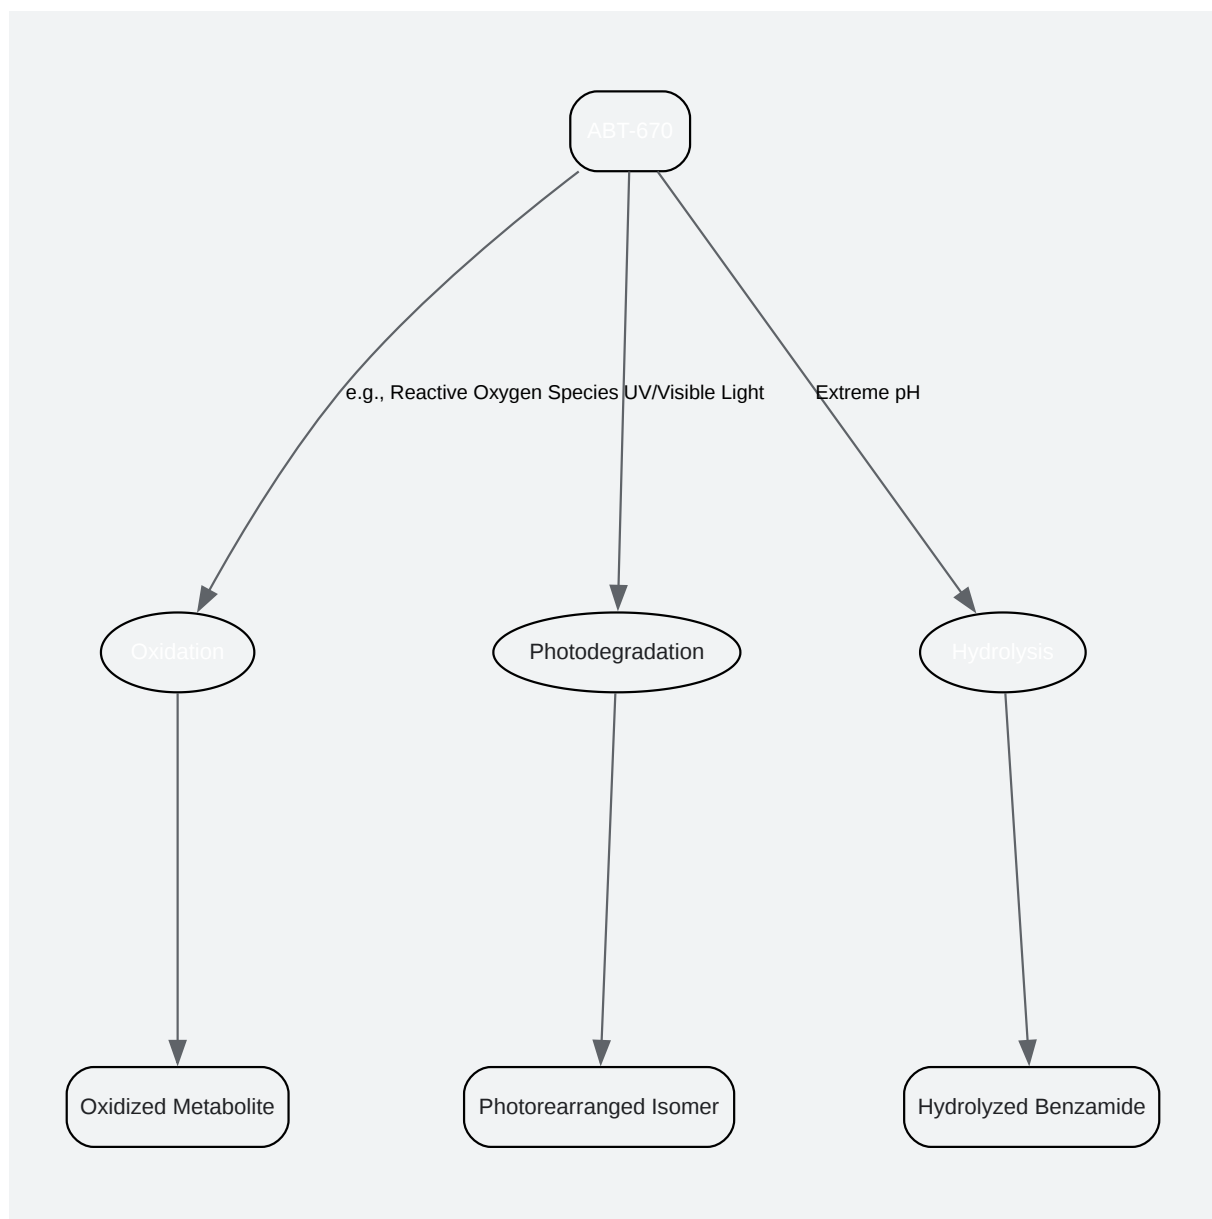 ABT-670
e.g., Reactive Oxygen Species
UV/Visible Light
Extreme pH
Oxidation
Photodegradation
Hydrolysis
Oxidized Metabolite
Photorearranged Isomer
Hydrolyzed Benzamide